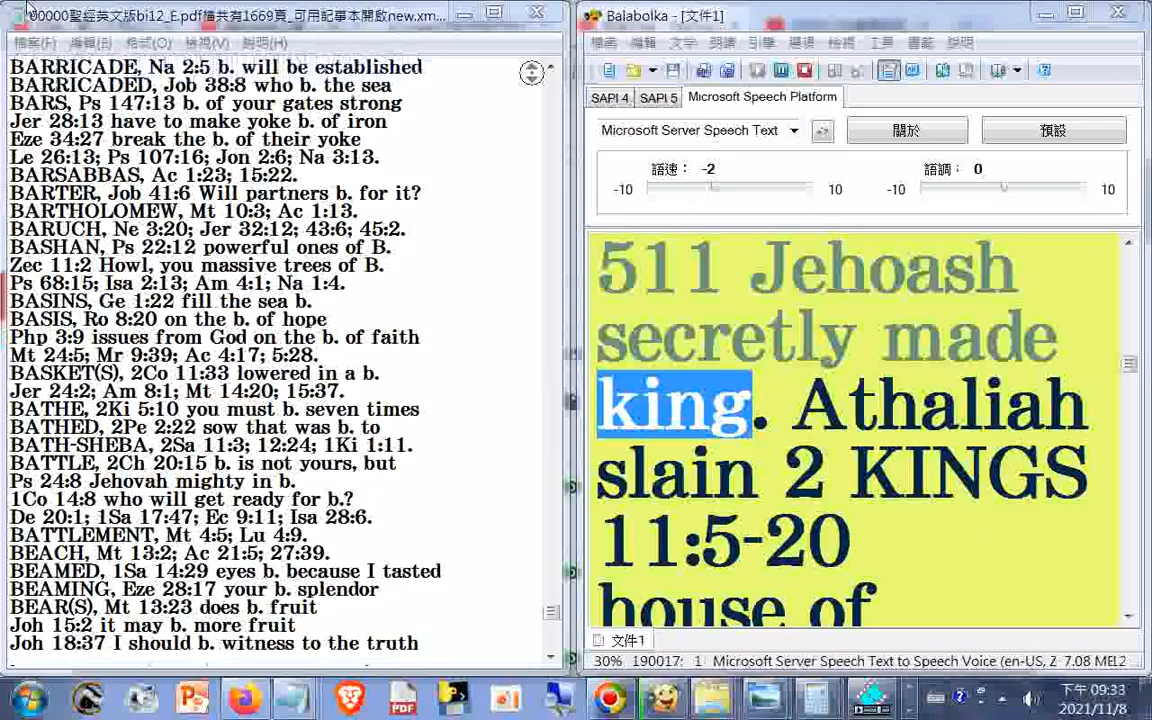 00000聖經英文版bi12_E.pdf檔共有1669頁_可用記事本開啟new.xm...
檔案(F) 編輯(E) 格式(O) 檢視(V) 說明(H)
BARRICADE, Na 2:5 b. will be established
BARRICADED, Job 38:8 who b. the sea
BARS, Ps 147:13 b. of your gates strong
Jer 28:13 have to make yoke b. of iron
Eze 34:27 break the b. of their yoke
Le 26:13; Ps 107:16; Jon 2:6; Na 3:13.
BARSABBAS, Ac 1:23; 15:22.
BARTER, Job 41:6 Will partners b. for it?
BARTHOLOMEW, Mt 10:3; Ac 1:13.
BARUCH, Ne 3:20; Jer 32:12; 43:6; 45:2.
BASHAN, Ps 22:12 powerful ones of B.
Zec 11:2 Howl, you massive trees of B.
Ps 68:15; Isa 2:13; Am 4:1; Na 1:4.
BASINS, Ge 1:22 fill the sea b.
BASIS, Ro 8:20 on the b. of hope
Php 3:9 issues from God on the b. of faith
Mt 24:5; Mr 9:39; Ac 4:17; 5:28.
BASKET(S), 2Co 11:33 lowered in a b.
Jer 24:2; Am 8:1; Mt 14:20; 15:37.
BATHE, 2Ki 5:10 you must b. seven times
BATHED, 2Pe 2:22 sow that was b. to
BATH-SHEBA, 2Sa 11:3; 12:24; 1Ki 1:11.
BATTLE, 2Ch 20:15 b. is not yours, but
Ps 24:8 Jehovah mighty in b.
1Co 14:8 who will get ready for b.?
De 20:1; 1Sa 17:47; Ec 9:11; Isa 28:6.
BATTLEMENT, Mt 4:5; Lu 4:9.
BEACH, Mt 13:2; Ac 21:5; 27:39.
BEAMED, 1Sa 14:29 eyes b. because I tasted
BEAMING, Eze 28:17 your b. splendor
BEAR(S), Mt 13:23 does b. fruit
Joh 15:2 it may b. more fruit
Joh 18:37 I should b. witness to the truth
Balabolka - [文件1]
檔案 編輯 文字 朗讀 引擎 選項 檢視 工具 書籤 說明
SAPI 4 SAPI 5 Microsoft Speech Platform
Microsoft Server Speech Text 關於 預設
語速： -2 語調： 0
-10 10 -10 10
511 Jehoash
secretly made
king. Athaliah
slain 2 KINGS
11:5-20
house of
文件1
30% 190017: 1 Microsoft Server Speech Text to Speech Voice (en-US, Z 7.08 МЕ12
PDF
下午 09:33
2021/11/8